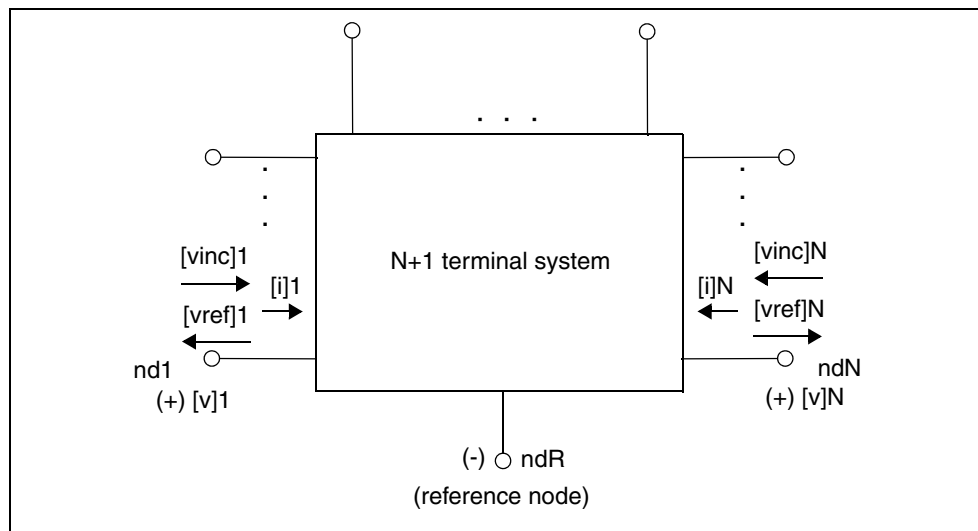 . . .
.
.
.
.
.
.
[vinc]1
[vinc]N
N+1 terminal system
[i]1
[i]N
[vref]1
[vref]N
nd1
ndN
(+) [v]1
(+) [v]N
(-) ndR
(reference node)